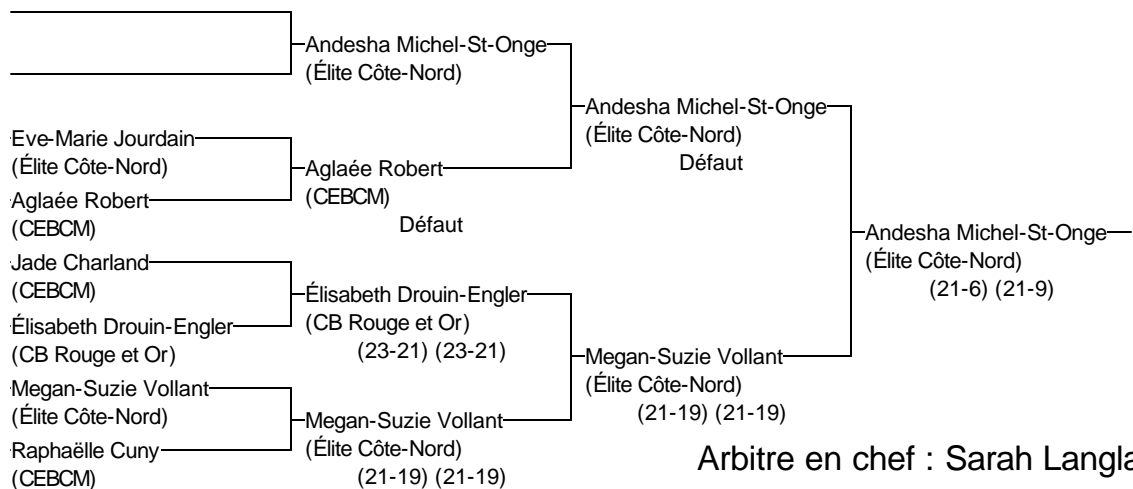 Andesha Michel-St-Onge
(Élite Côte-Nord)
Andesha Michel-St-Onge
(Élite Côte-Nord)
Défaut
Eve-Marie Jourdain
(Élite Côte-Nord)
Aglaée Robert
(CEBCM)
Aglaée Robert
(CEBCM)
Défaut
Andesha Michel-St-Onge
(Élite Côte-Nord)
(21-6) (21-9)
Jade Charland
(CEBCM)
Élisabeth Drouin-Engler
(CB Rouge et Or)
(23-21) (23-21)
Élisabeth Drouin-Engler
(CB Rouge et Or)
Megan-Suzie Vollant
(Élite Côte-Nord)
(21-19) (21-19)
Megan-Suzie Vollant
(Élite Côte-Nord)
Megan-Suzie Vollant
(Élite Côte-Nord)
(21-19) (21-19)
Raphaëlle Cuny
(CEBCM)
Arbitre en chef : Sarah